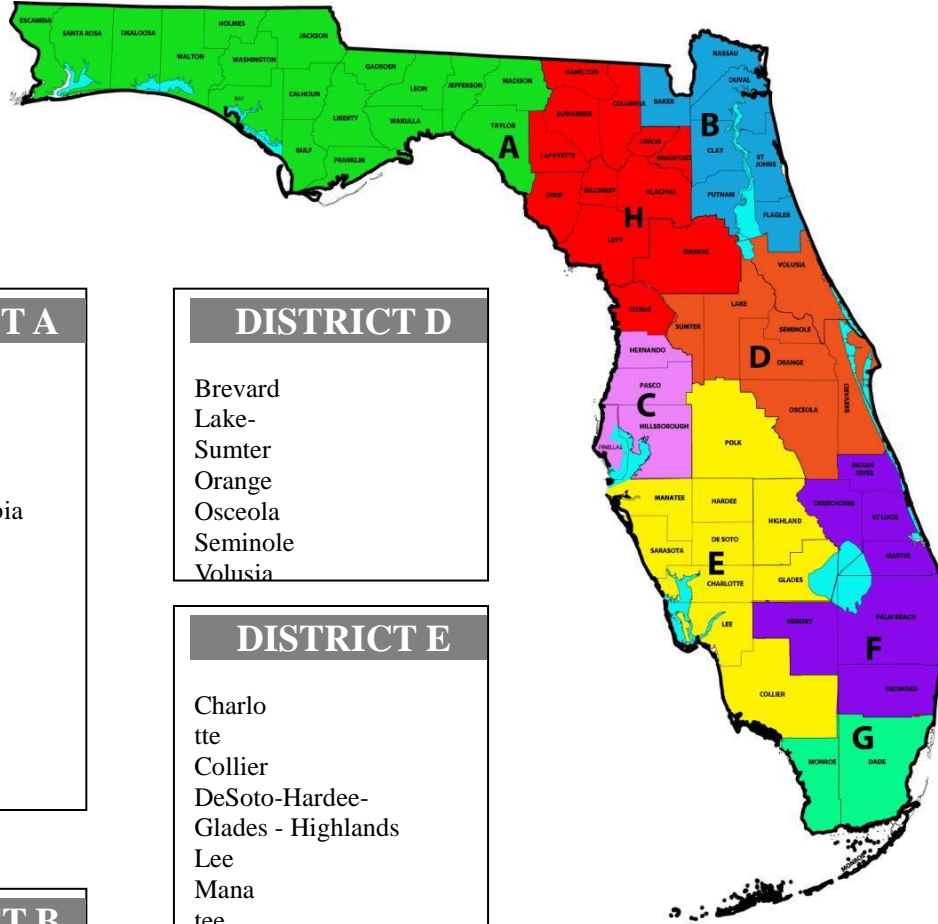 ESCAMBIA
SANTA ROSA
OKALOOSA
HOLMES
JACKSON
WALTON
WASHINGTON
BAY
CALHOUN
GADSDEN
LEON
JEFFERSON
MADISON
LIBERTY
WAKULLA
TAYLOR
GULF
FRANKLIN
A
HAMILTON
SUWANNEE
COLUMBIA
LAFAYETTE
UNION
BRADFORD
DIXIE
GILCHRIST
ALACHUA
H
LEVY
MARION
CITRUS
NASSAU
DUVAL
BAKER
B
CLAY
ST
JOHNS
PUTNAM
FLAGLER
VOLUSIA
LAKE
SUMTER
SEMINOLE
D
ORANGE
OSCEOLA
BREVARD
HERNANDO
PASCO
C
HILLSBOROUGH
PINELLAS
POLK
MANATEE
HARDEE
HIGHLAND
SARASOTA
DE SOTO
E
CHARLOTTE
GLADES
LEE
COLLIER
INDIAN
RIVER
OKEECHOBEE
ST LUCIE
MARTIN
HENDRY
PALM BEACH
F
BROWARD
G
MONROE
DADE
MONROE
T A
bia
DISTRICT D
Brevard
Lake-
Sumter
Orange
Osceola
Seminole
Volusia
DISTRICT E
Charlo
tte
Collier
DeSoto-Hardee-
Glades - Highlands
Lee
Mana
tee
CT B